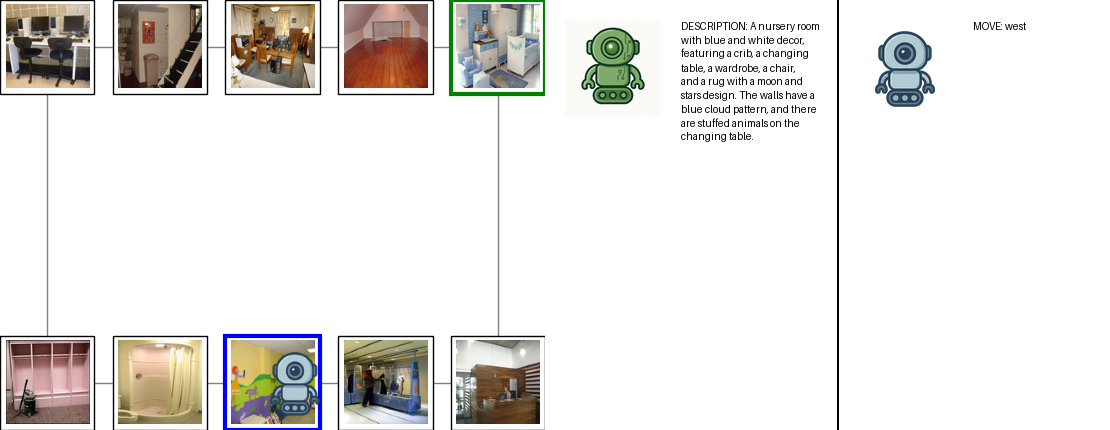 DESCRIPTION: A nursery room
with blue and white decor,
featuring a crib, a changing
table, a wardrobe, a chair,
and a rug with a moon and
stars design. The walls have a
blue cloud pattern, and there
are stuffed animals on the
changing table.
MOVE: west